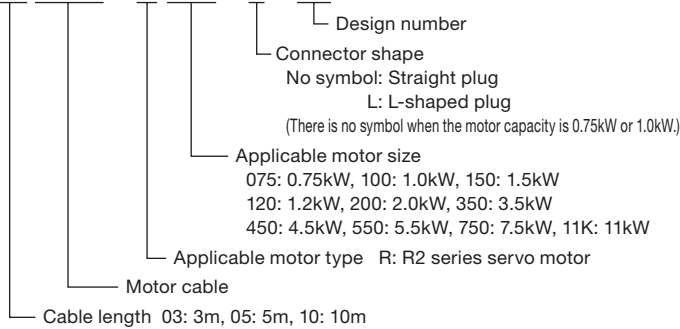 Design number
Connector shape
No symbol: Straight plug
L: L-shaped plug
(There is no symbol when the motor capacity is 0.75kW or 1.0kW.)
Applicable motor size
075: 0.75kW, 100: 1.0kW, 150: 1.5kW
120: 1.2kW, 200: 2.0kW, 350: 3.5kW
450: 4.5kW, 550: 5.5kW, 750: 7.5kW, 11K: 11kW
Applicable motor type R: R2 series servo motor
Motor cable
Cable length 03: 3m, 05: 5m, 10: 10m